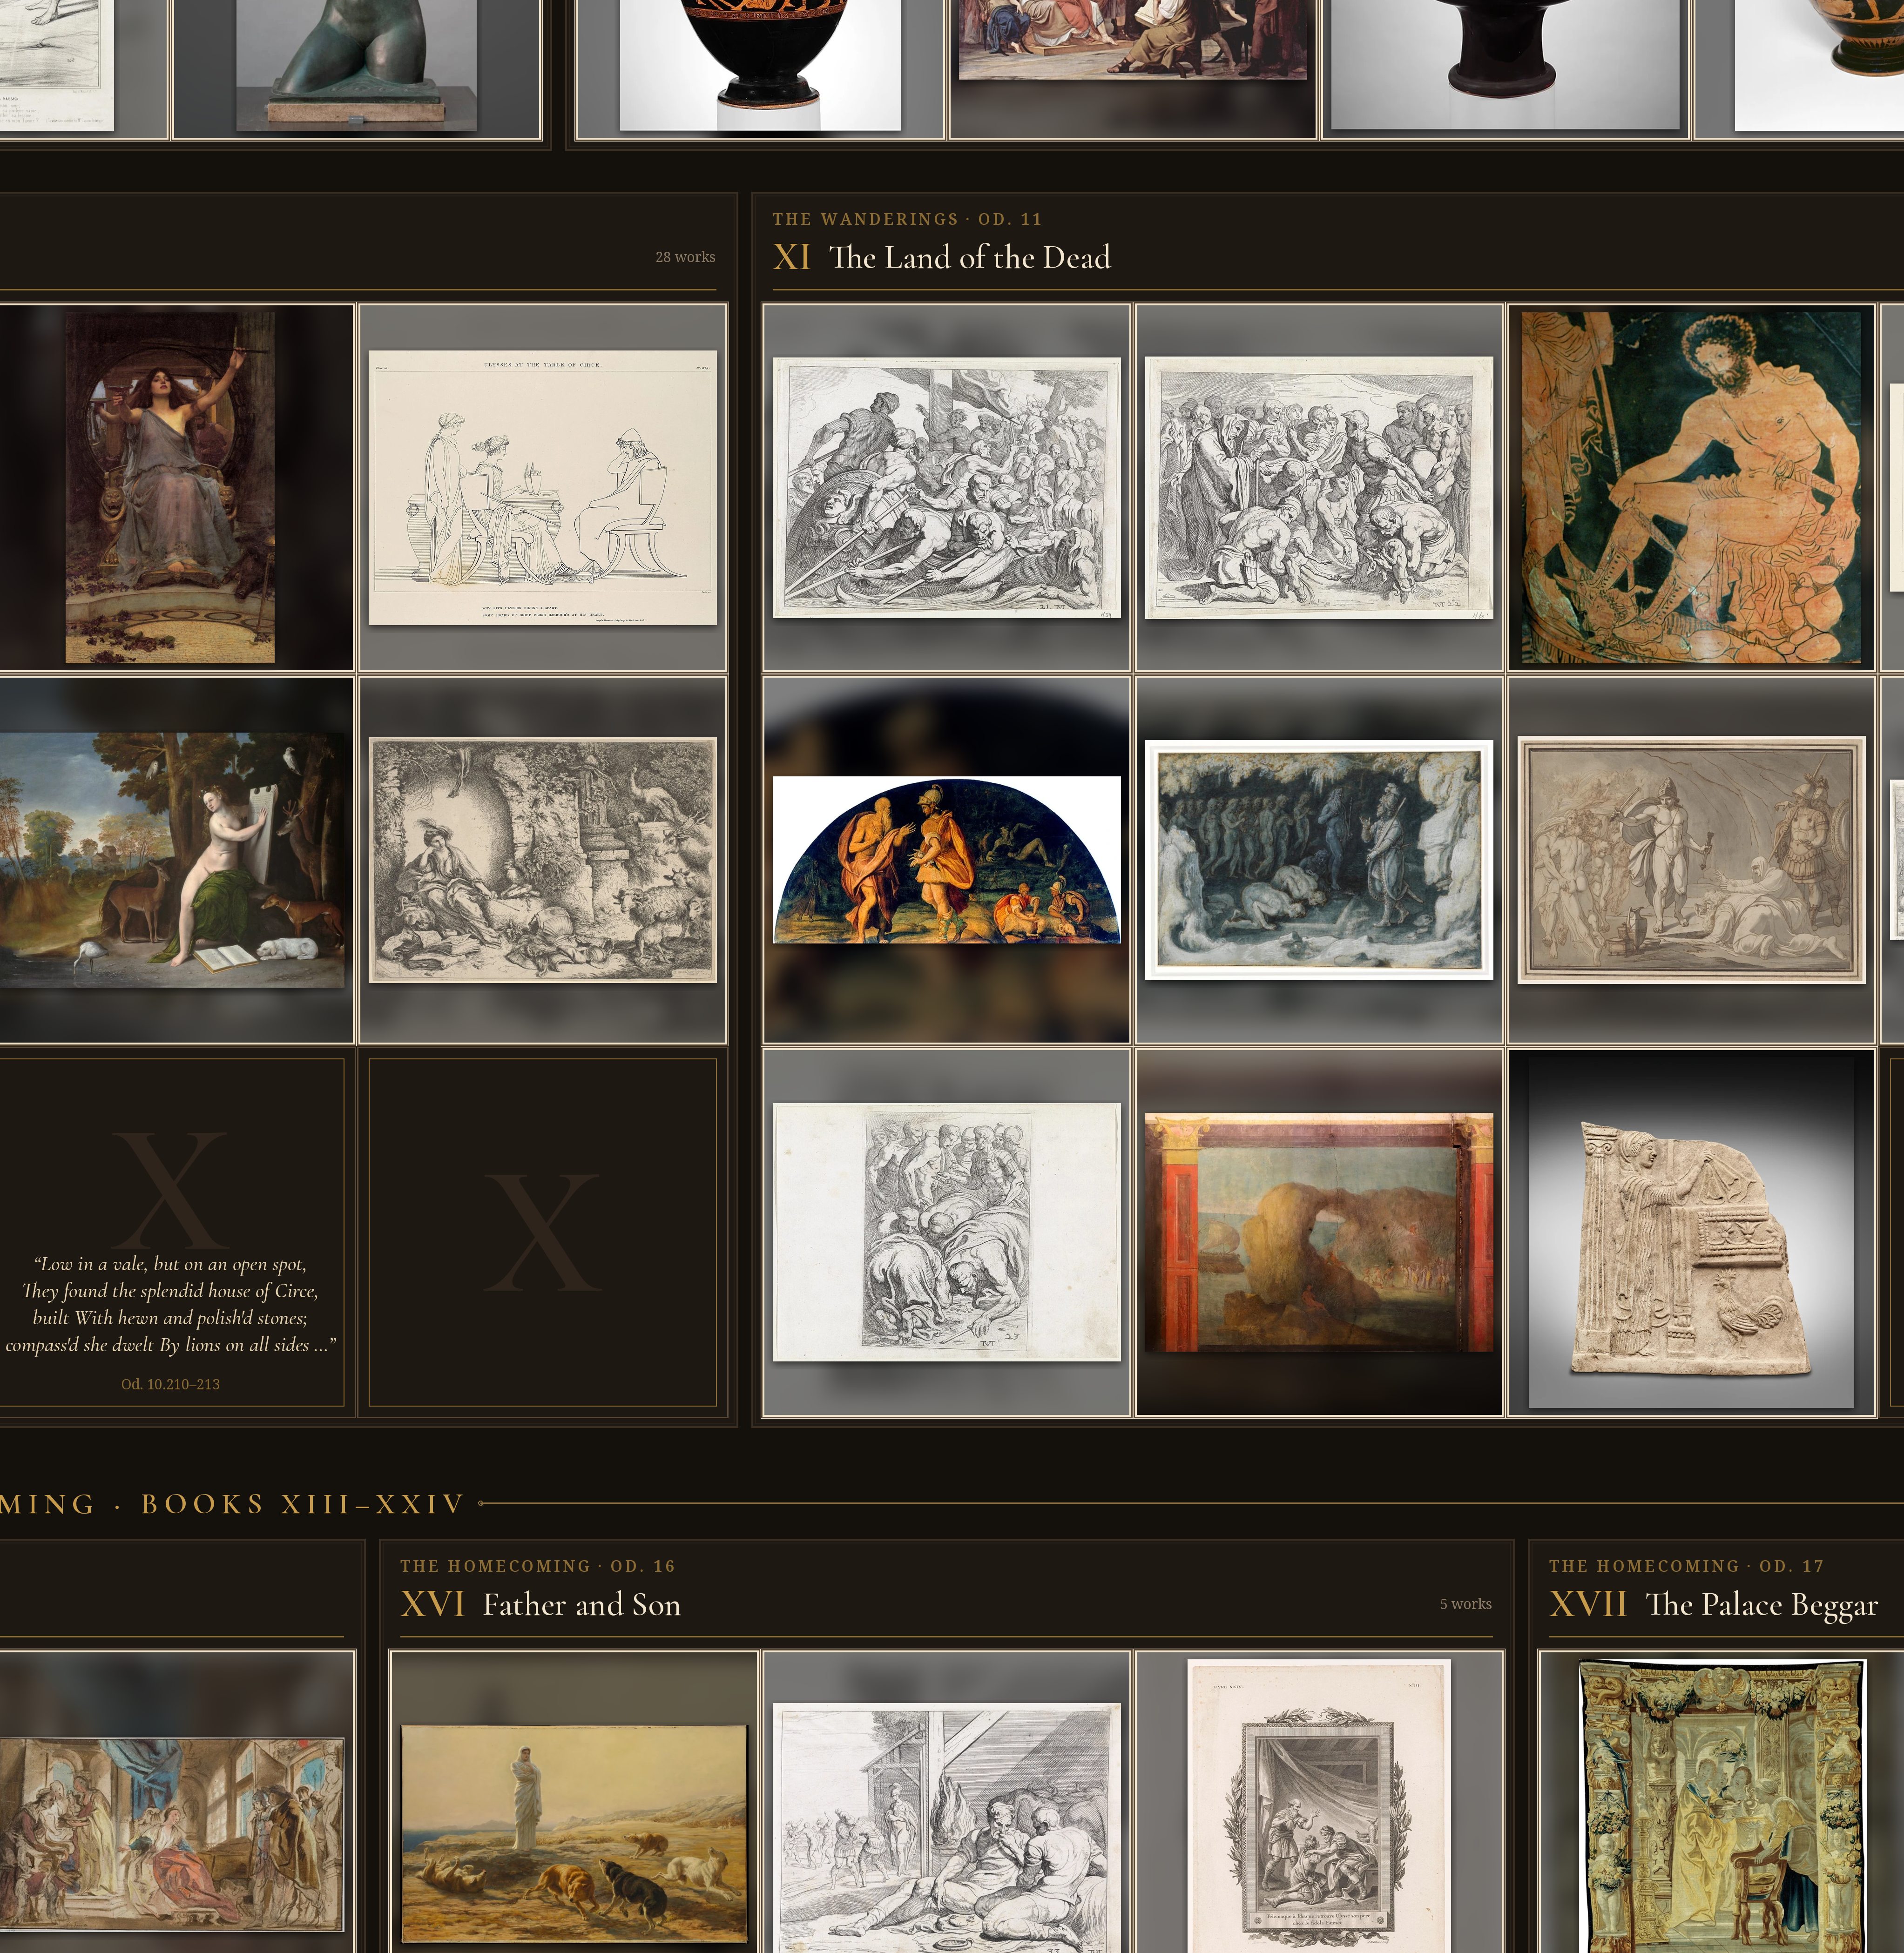 THE WANDERINGS · OD. 11
28 works
XI The Land of the Dead
ULYSSES AT THE TABLE OF CIRCE.
X
X
“Low in a vale, but on an open spot,
They found the splendid house of Circe,
built With hewn and polish'd stones;
compass'd she dwelt By lions on all sides ...”
Od. 10.210–213
MING · BOOKS XIII–XXIV
THE HOMECOMING · OD. 16
XVI Father and Son
5 works
THE HOMECOMING · OD. 17
XVII The Palace Beggar